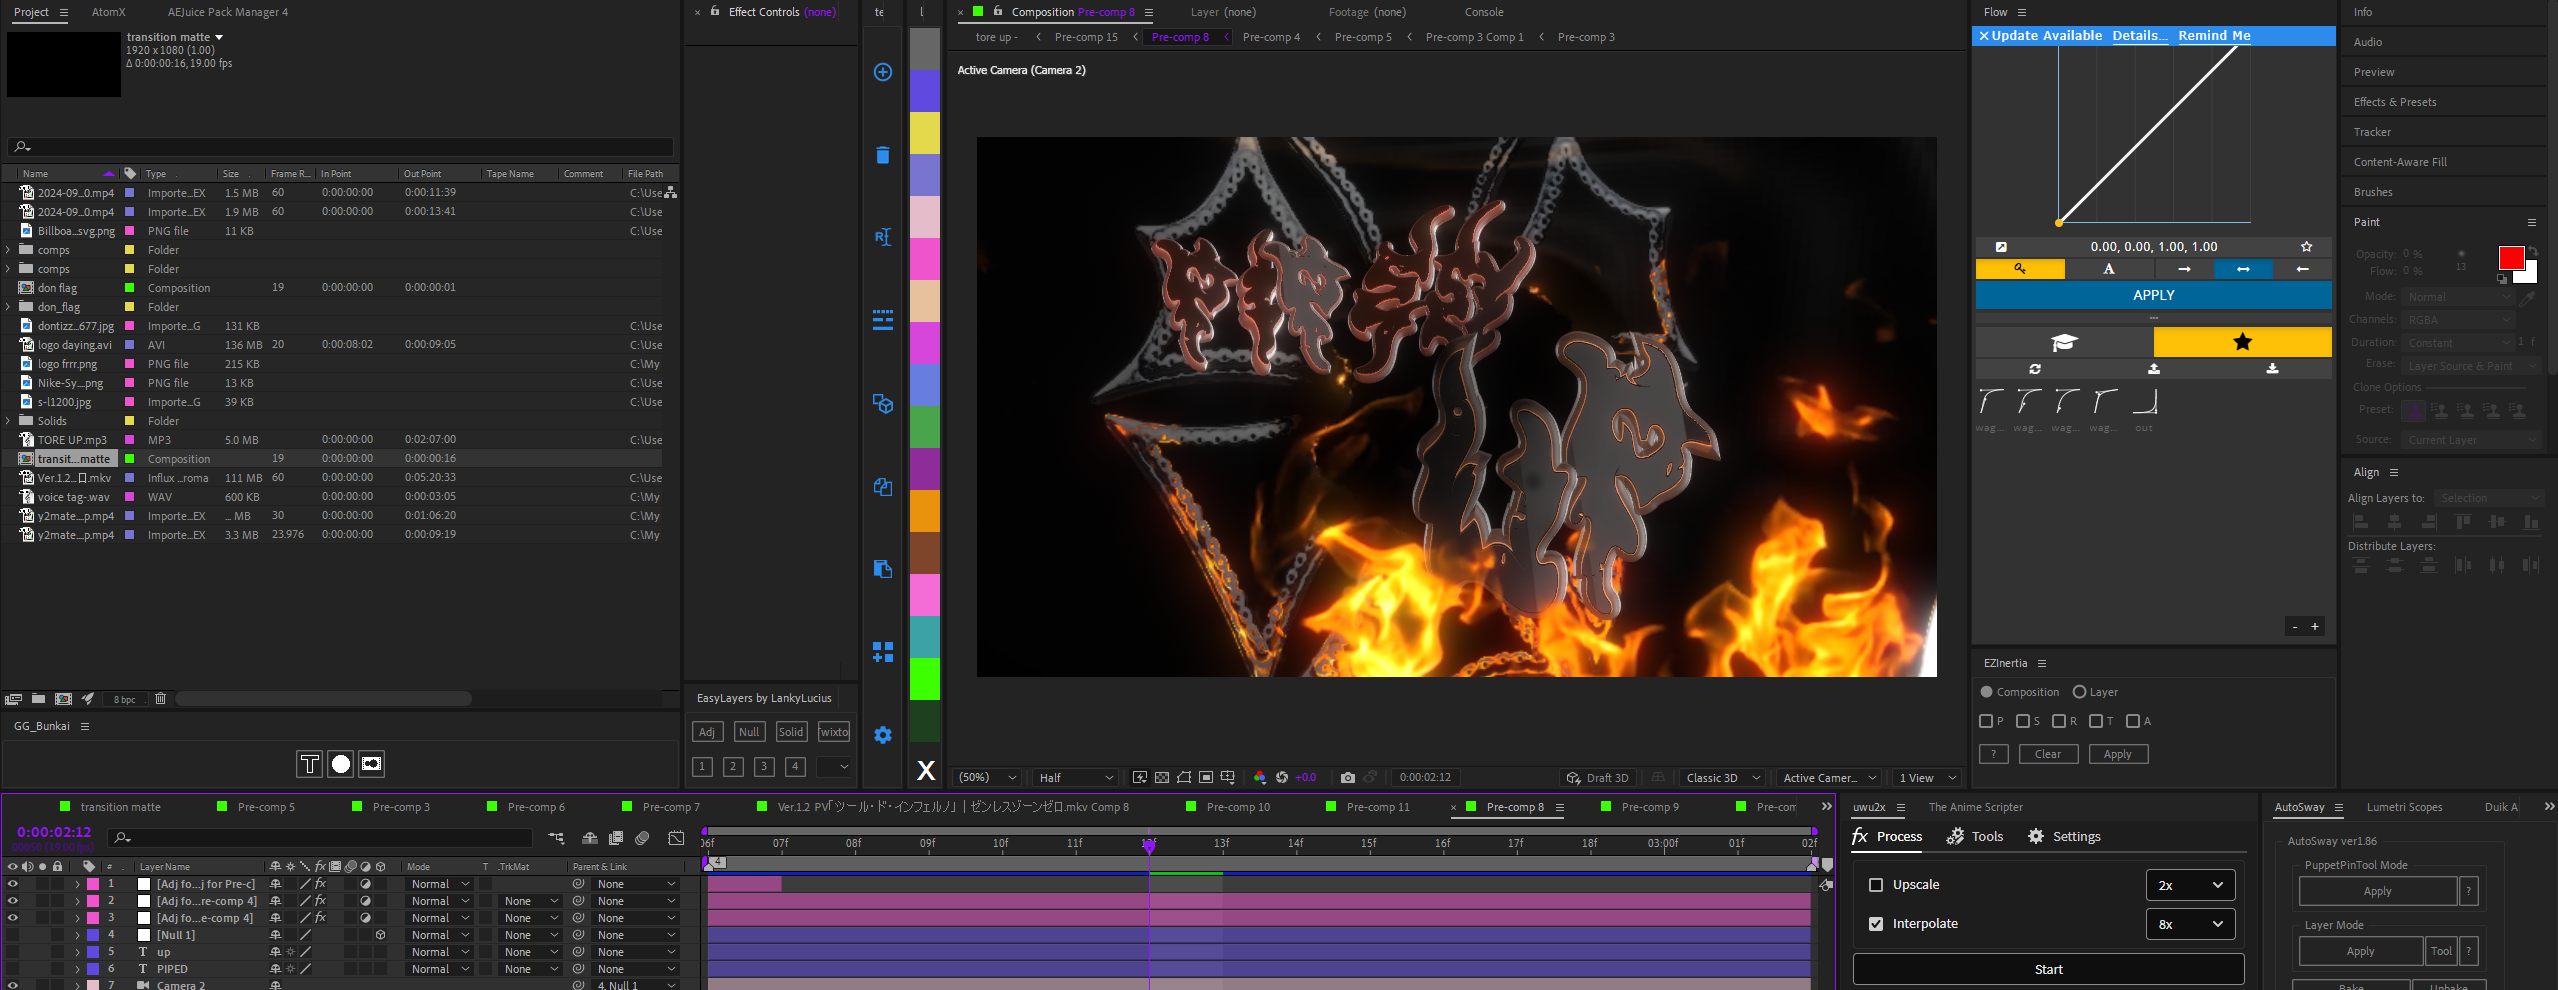 Project
AtomX
AEJuice Pack Manager 4
transition matte
1920 x 1080 (1.00)
Δ 0:00:00:16, 19.00 fps
Name Type Size Frame R... In Point Out Point Tape Name Comment File Path
2024-09...0.mp4 Importe...EX 1.5 MB 60 0:00:00:00 0:00:11:39 C:\Use
2024-09...0.mp4 Importe...EX 1.9 MB 60 0:00:00:00 0:00:13:41 C:\Use
Billboa...svg.png PNG file 11 KB C:\Use
comps Folder
comps Folder
don flag Composition 19 0:00:00:00 0:00:00:01
don_flag Folder
dontizz...677.jpg Importe...G 131 KB C:\Use
logo daying.avi AVI 136 MB 20 0:00:08:02 0:00:09:05 C:\Use
logo frrr.png PNG file 215 KB C:\My
Nike-Sy...png PNG file 13 KB C:\Use
s-l1200.jpg Importe...G 39 KB C:\Use
Solids Folder
TORE UP.mp3 MP3 5.0 MB 0:00:00:00 0:02:07:00 C:\Use
transit...matte Composition 19 0:00:00:00 0:00:00:16
Ver.1.2...口.mkv Influx ...roma 111 MB 60 0:00:00:00 0:05:20:33 C:\Use
voice tag-.wav WAV 600 KB 0:00:00:00 0:00:03:05 C:\My
y2mate...p.mp4 Importe...EX ... MB 30 0:00:00:00 0:01:06:20 C:\My
y2mate...p.mp4 Importe...EX 3.3 MB 23.976 0:00:00:00 0:00:09:19 C:\My
8 bpc
GG_Bunkai
Effect Controls (none)
te
EasyLayers by LankyLucius
Adj Null Solid Twixto
1 2 3 4
X
Composition Pre-comp 8
Layer (none)
Footage (none)
Console
tore up - Pre-comp 15 Pre-comp 8 Pre-comp 4 Pre-comp 5 Pre-comp 3 Comp 1 Pre-comp 3
Active Camera (Camera 2)
PIPED
UP
(50%) Half +0.0 0:00:02:12 Draft 3D Classic 3D Active Camer... 1 View
Flow
Update Available Details... Remind Me
0.00, 0.00, 1.00, 1.00
A
APPLY
wag... wag... wag... wag... out
- +
EZInertia
Composition Layer
P S R T A
? Clear Apply
Info
Audio
Preview
Effects & Presets
Tracker
Content-Aware Fill
Brushes
Paint
Opacity: 0 %
Flow: 0 %
13
Mode: Normal
Channels: RGBA
Duration: Constant 1 f
Erase: Layer Source & Paint
Clone Options
Preset:
Source: Current Layer
Align
Align Layers to: Selection
Distribute Layers:
transition matte Pre-comp 5 Pre-comp 3 Pre-comp 6 Pre-comp 7 Ver.1.2 PV「ツール・ド・インフェルノ」 | ゼンレスゾーンゼロ.mkv Comp 8 Pre-comp 10 Pre-comp 11 Pre-comp 8 Pre-comp 9 Pre-com
0:00:02:12
00050 (19.00 fps)
06f 07f 08f 09f 10f 11f 12f 13f 14f 15f 16f 17f 18f 03:00f 01f 02f
4
# Layer Name Mode T .TrkMat Parent & Link
1 [Adj fo...j for Pre-c] Normal None
2 [Adj fo...re-comp 4] Normal None None
3 [Adj fo...e-comp 4] Normal None None
4 [Null 1] Normal None None
5 T up Normal None None
6 T PIPED Normal None None
7 Camera 2 4. Null 1
uwu2x
The Anime Scripter
Process Tools Settings
Upscale 2x
Interpolate 8x
Start
AutoSway
Lumetri Scopes
Duik A
AutoSway ver1.86
PuppetPinTool Mode
Apply ?
Layer Mode
Apply Tool ?
Bake Unbake